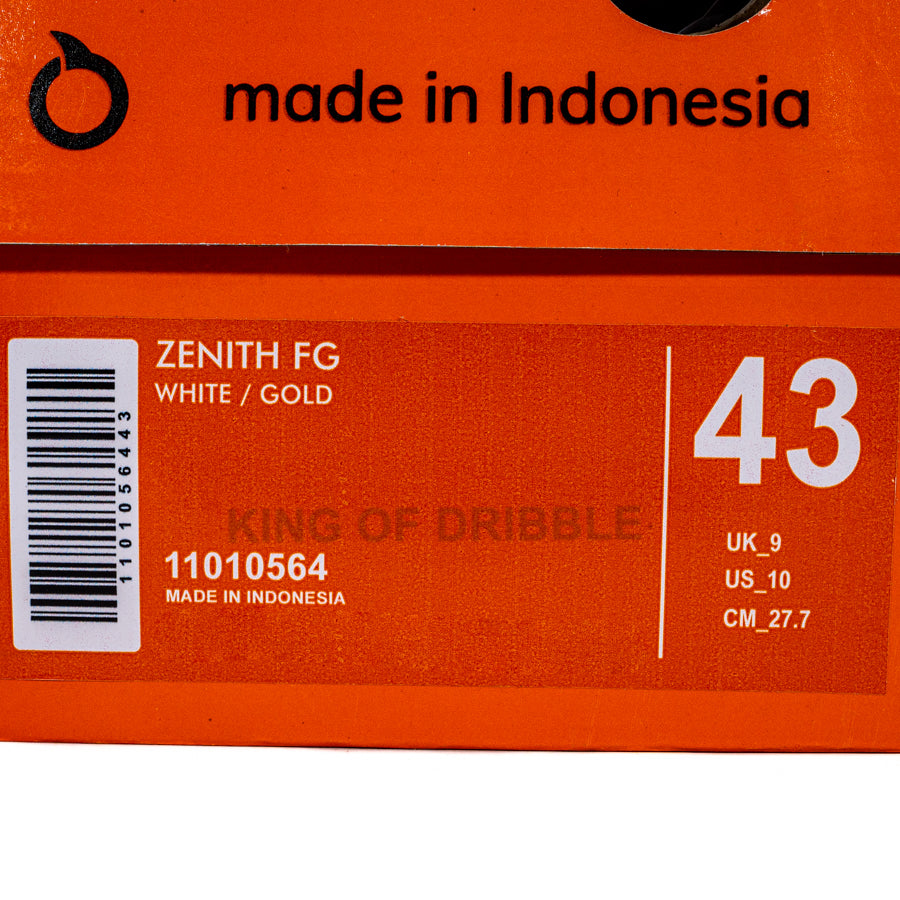 made in Indonesia
ZENITH FG
WHITE / GOLD
11010564
MADE IN INDONESIA
1101056443
KING OF DRIBBLE
43
UK_9
US_10
CM_27.7